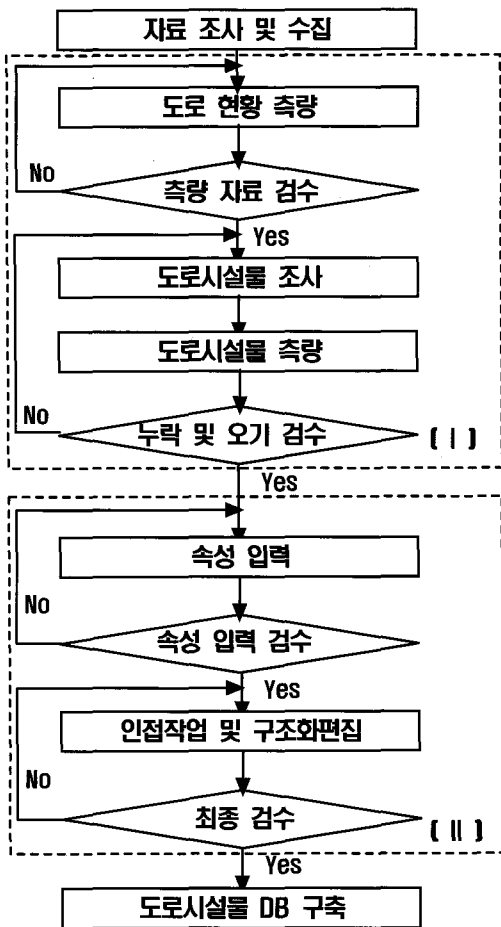 자료 조사 및 수집
도로 현황 측량
No
측량 자료 검수
Yes
도로시설물 조사
도로시설물 측량
No
누락 및 오기 검수
( Ⅰ )
Yes
속성 입력
No
속성 입력 검수
Yes
인접작업 및 구조화편집
No
최종 검수
( Ⅱ )
Yes
도로시설물 DB 구축